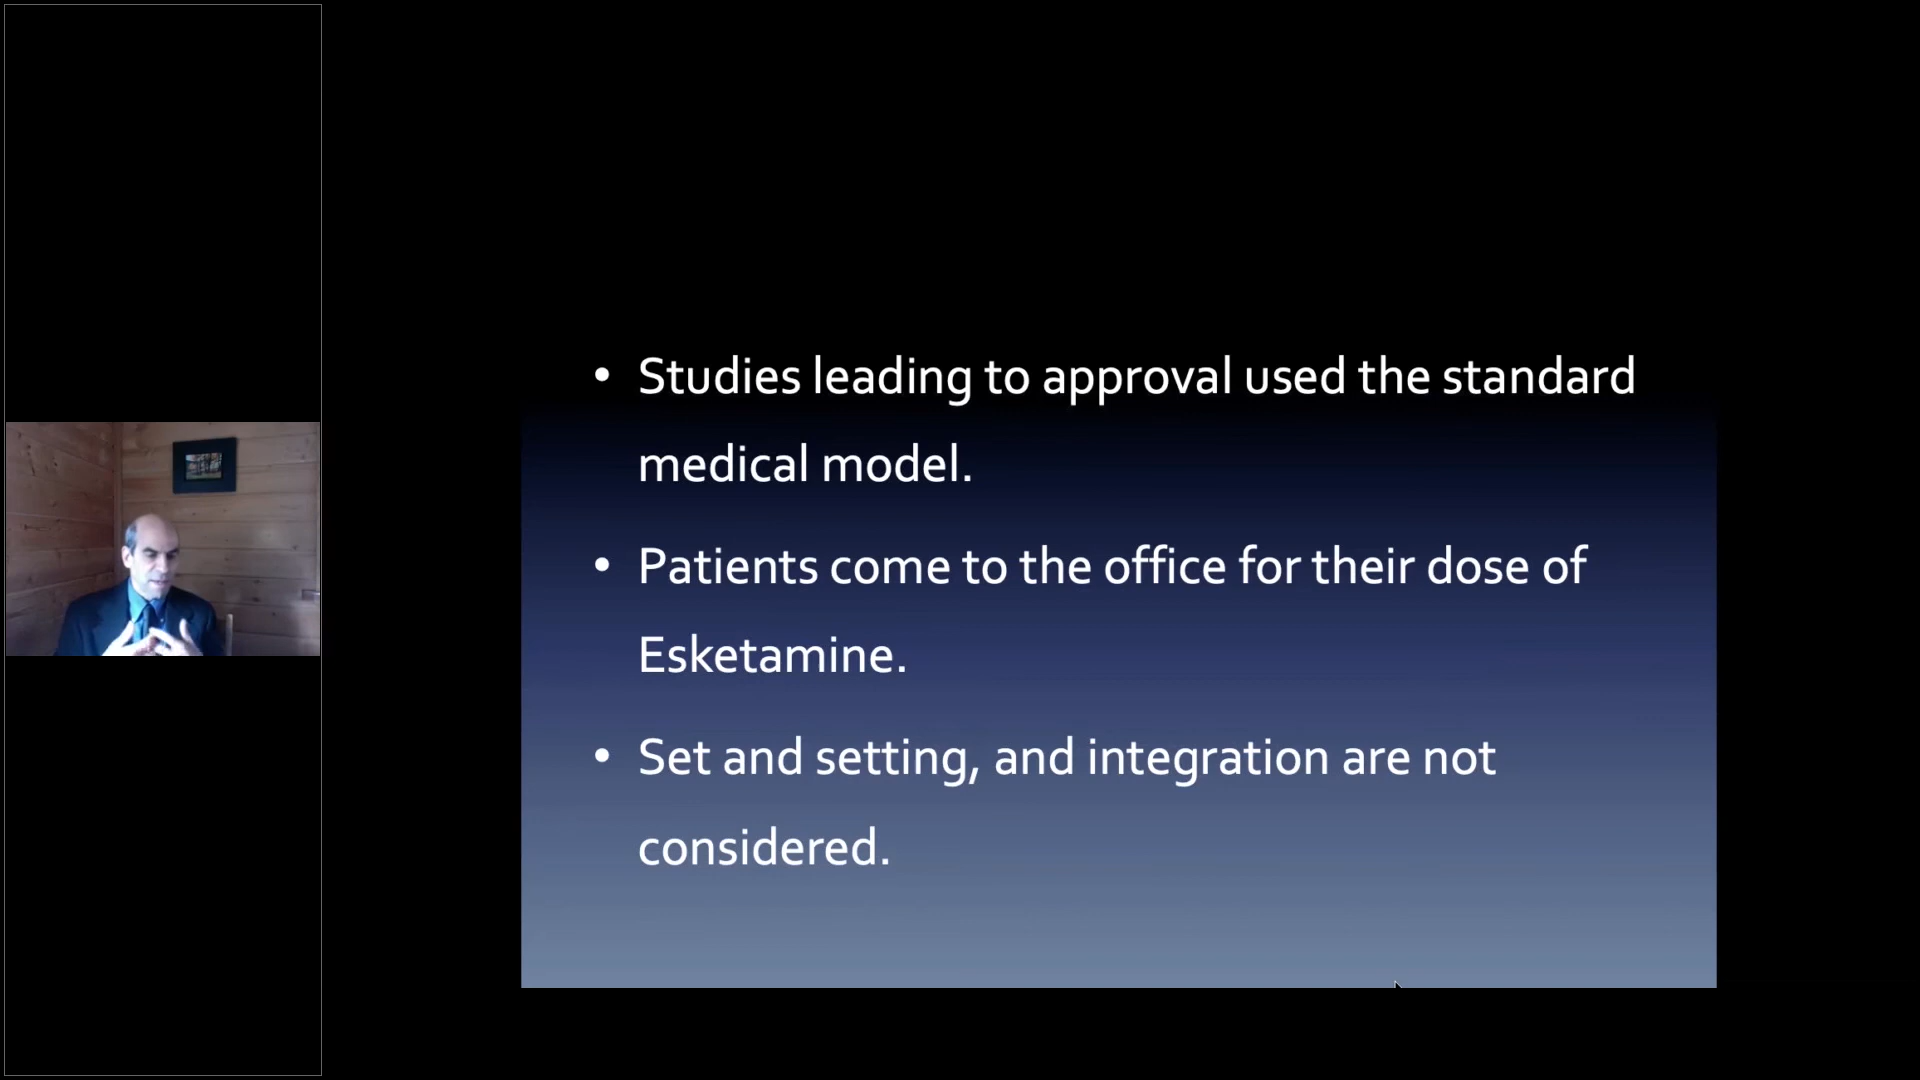 • Studies leading to approval used the standard
medical model.
• Patients come to the office for their dose of
Esketamine.
• Set and setting, and integration are not
considered.